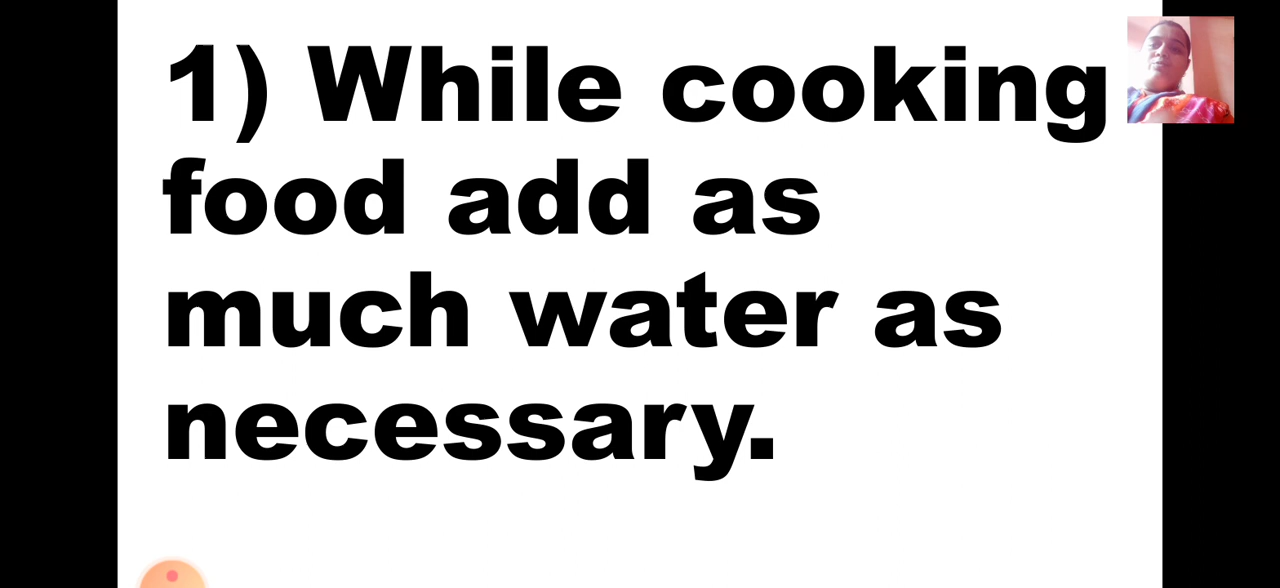 1) While cooking
food add as
much water as
necessary.